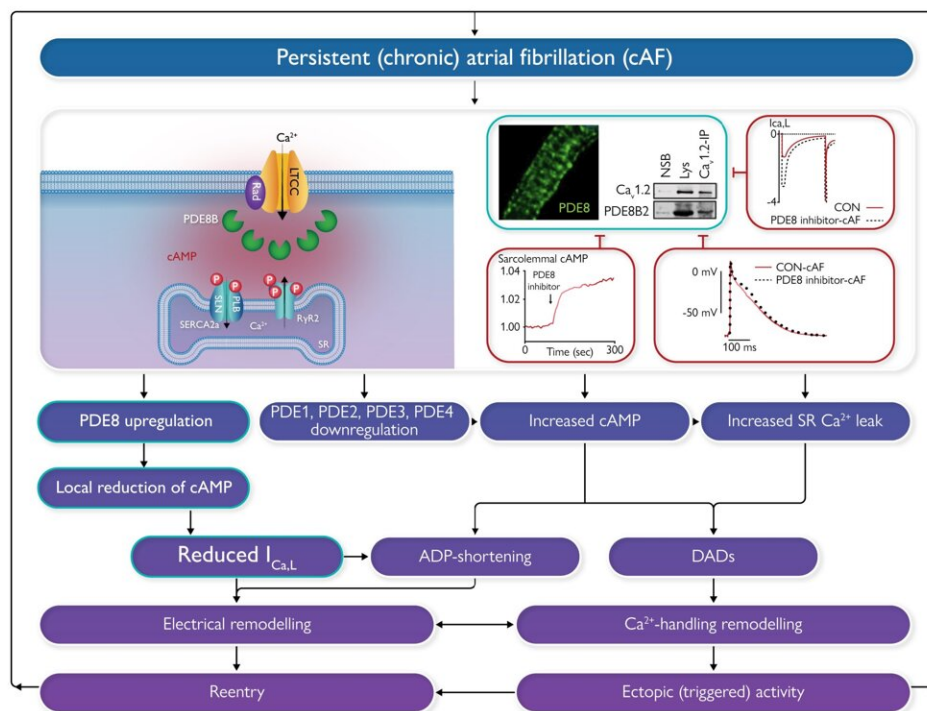 Persistent (chronic) atrial fibrillation (cAF)
Ca²⁺
LTCC
Rad
PDE8B
cAMP
P
P
P
P
P
SLN
PLB
SERCA2a
Ca²⁺
RyR2
SR
PDE8
NSB
Lys
Cav1.2-IP
Cav1.2
PDE8B2
Ica,L
0
-4
CON
PDE8 inhibitor-cAF
Sarcolemmal cAMP
1.04
PDE8
inhibitor
1.02
1.00
0
300
Time (sec)
0 mV
CON-cAF
PDE8 inhibitor-cAF
-50 mV
100 ms
PDE8 upregulation
PDE1, PDE2, PDE3, PDE4
downregulation
Increased cAMP
Increased SR Ca²⁺ leak
Local reduction of cAMP
Reduced I Ca,L
ADP-shortening
DADs
Electrical remodelling
Ca²⁺-handling remodelling
Reentry
Ectopic (triggered) activity